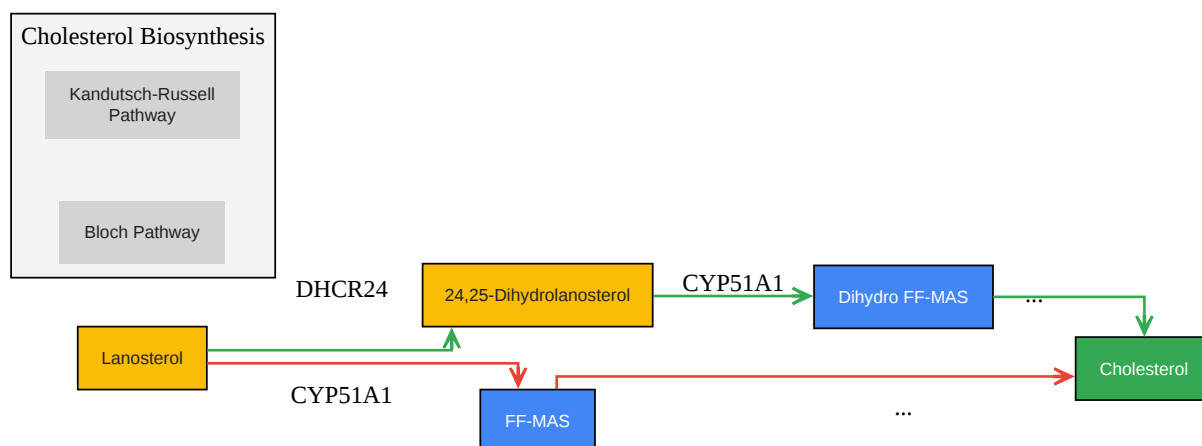 Cholesterol Biosynthesis
Kandutsch-Russell
Pathway
Bloch Pathway
DHCR24
24,25-Dihydrolanosterol
CYP51A1
Dihydro FF-MAS
...
Lanosterol
Cholesterol
CYP51A1
FF-MAS
...